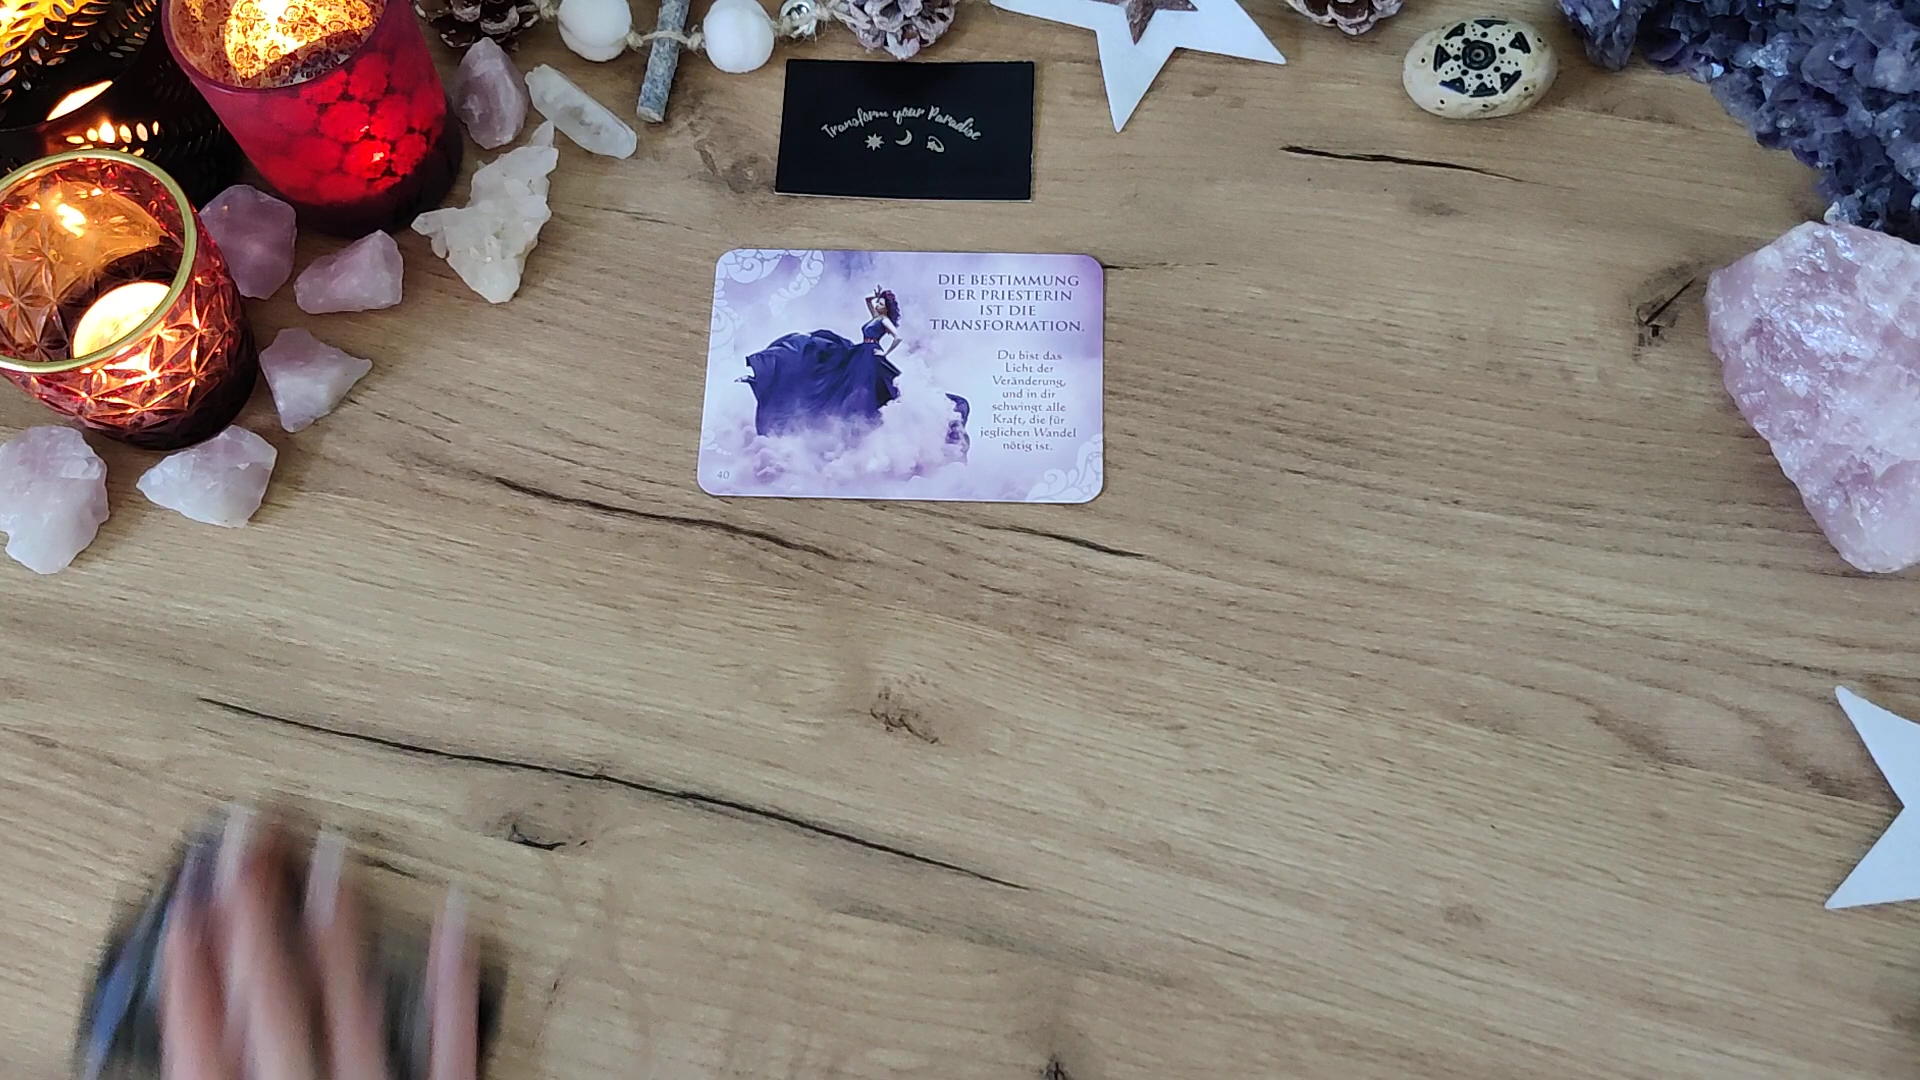 Transform your Paradise
DIE BESTIMMUNG
DER PRIESTERIN
IST DIE
TRANSFORMATION.
Du bist das
Licht der
Veränderung,
und in dir
schwingt alle
Kraft, die für
jeglichen Wandel
nötig ist.
40